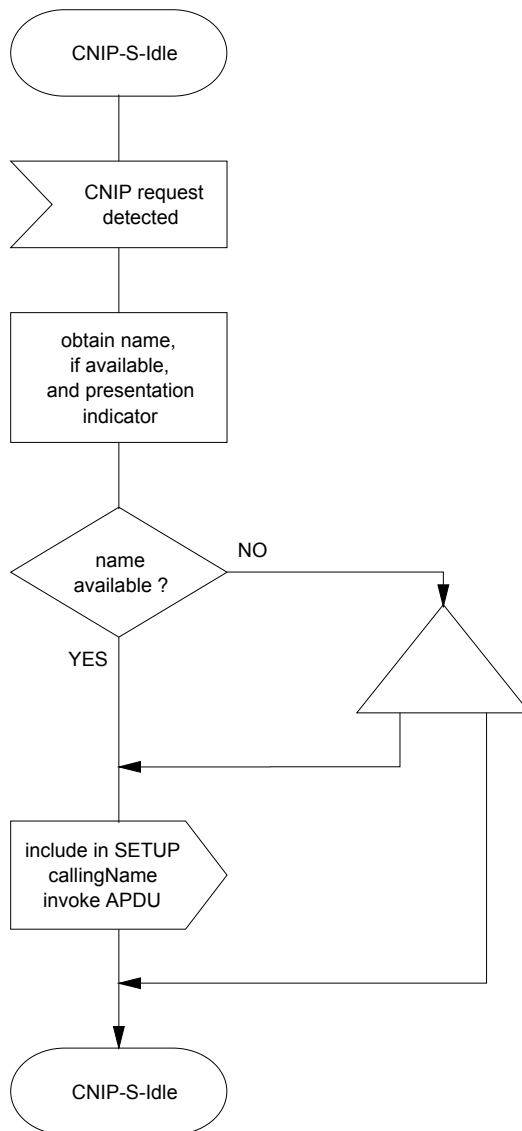 CNIP-S-Idle
CNIP request
detected
obtain name,
if available,
and presentation
indicator
name
available ?
NO
YES
include in SETUP
callingName
invoke APDU
CNIP-S-Idle